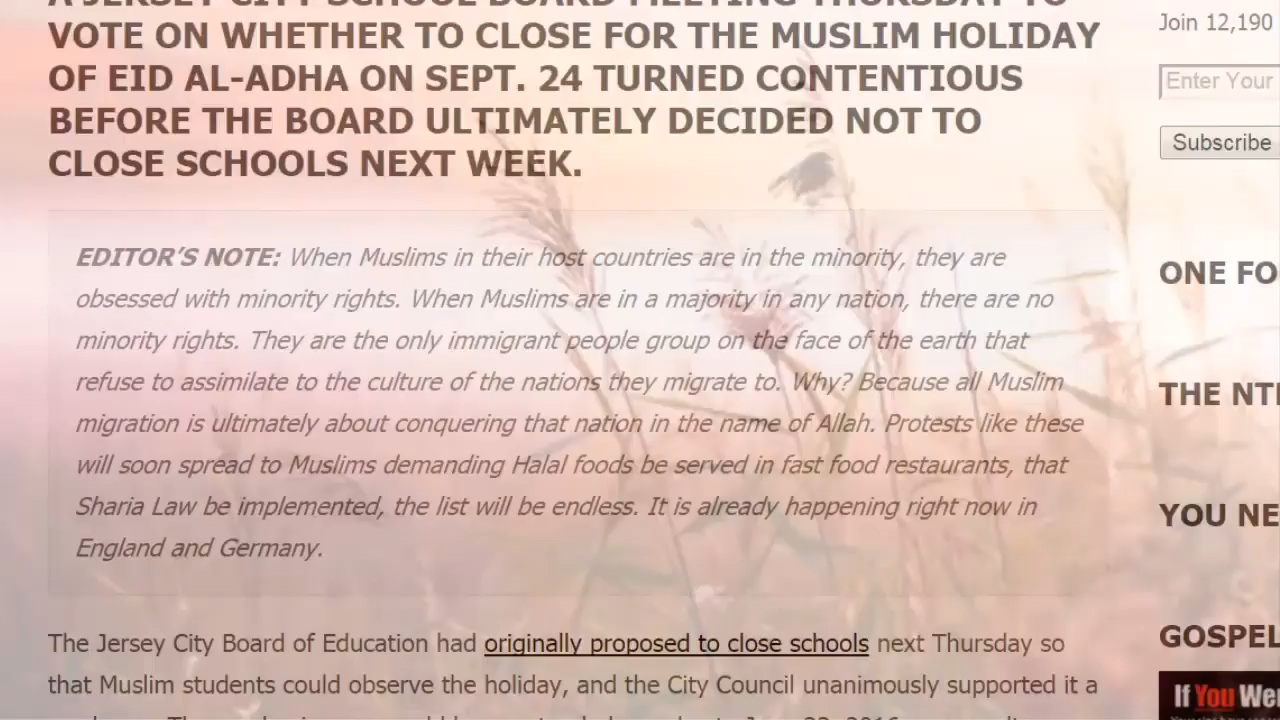 A JERSEY CITY SCHOOL BOARD MEETING THURSDAY TO
VOTE ON WHETHER TO CLOSE FOR THE MUSLIM HOLIDAY
OF EID AL-ADHA ON SEPT. 24 TURNED CONTENTIOUS
BEFORE THE BOARD ULTIMATELY DECIDED NOT TO
CLOSE SCHOOLS NEXT WEEK.
EDITOR'S NOTE: When Muslims in their host countries are in the minority, they are
obsessed with minority rights. When Muslims are in a majority in any nation, there are no
minority rights. They are the only immigrant people group on the face of the earth that
refuse to assimilate to the culture of the nations they migrate to. Why? Because all Muslim
migration is ultimately about conquering that nation in the name of Allah. Protests like these
will soon spread to Muslims demanding Halal foods be served in fast food restaurants, that
Sharia Law be implemented, the list will be endless. It is already happening right now in
England and Germany.
The Jersey City Board of Education had originally proposed to close schools next Thursday so
that Muslim students could observe the holiday, and the City Council unanimously supported it a
Join 12,190
Enter Your
Subscribe
ONE FO
THE NT
YOU NE
GOSPEL
If You We